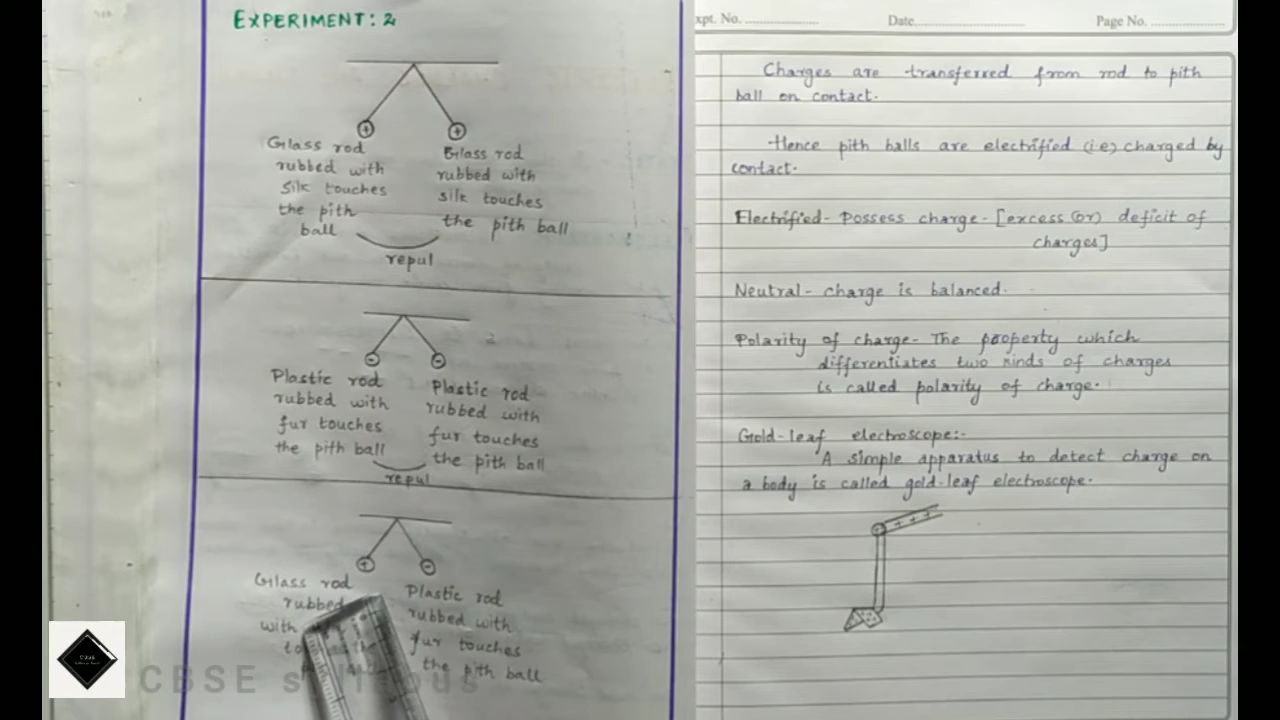 EXPERIMENT: 2
Glass rod
rubbed with
silk touches
the pith
ball
Glass rod
rubbed with
silk touches
the pith ball
repul
Plastic rod
rubbed with
fur touches
the pith ball
Plastic rod
rubbed with
fur touches
the pith ball
repul
Glass rod
rubbed
with
Plastic rod
rubbed with
fur touches
the pith ball
CBSE
CBSE
xpt. No. Date Page No.
Charges are transferred from rod to pith
ball on contact.
Hence pith balls are electrified (i.e) charged by
contact.
Electrified- Possess charge- [excess (or) deficit of
charges]
Neutral- charge is balanced.
Polarity of charge- The property which
differentiates two kinds of charges
is called polarity of charge.
Gold-leaf electroscope:-
A simple apparatus to detect charge on
a body is called gold-leaf electroscope.
+ + +